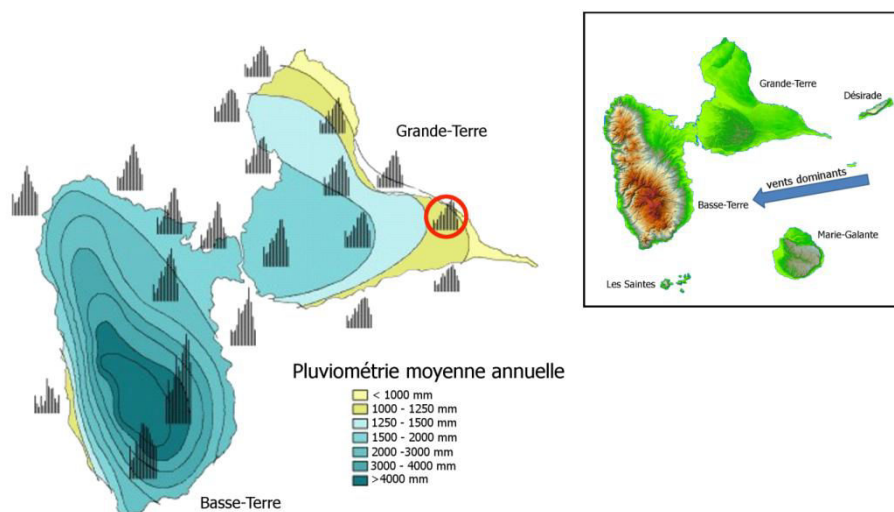 Grande-Terre
Pluviométrie moyenne annuelle
< 1000 mm
1000 - 1250 mm
1250 - 1500 mm
1500 - 2000 mm
2000 -3000 mm
3000 - 4000 mm
>4000 mm
Basse-Terre
Grande-Terre
Désirade
vents dominants
Basse-Terre
Marie-Galante
Les Saintes